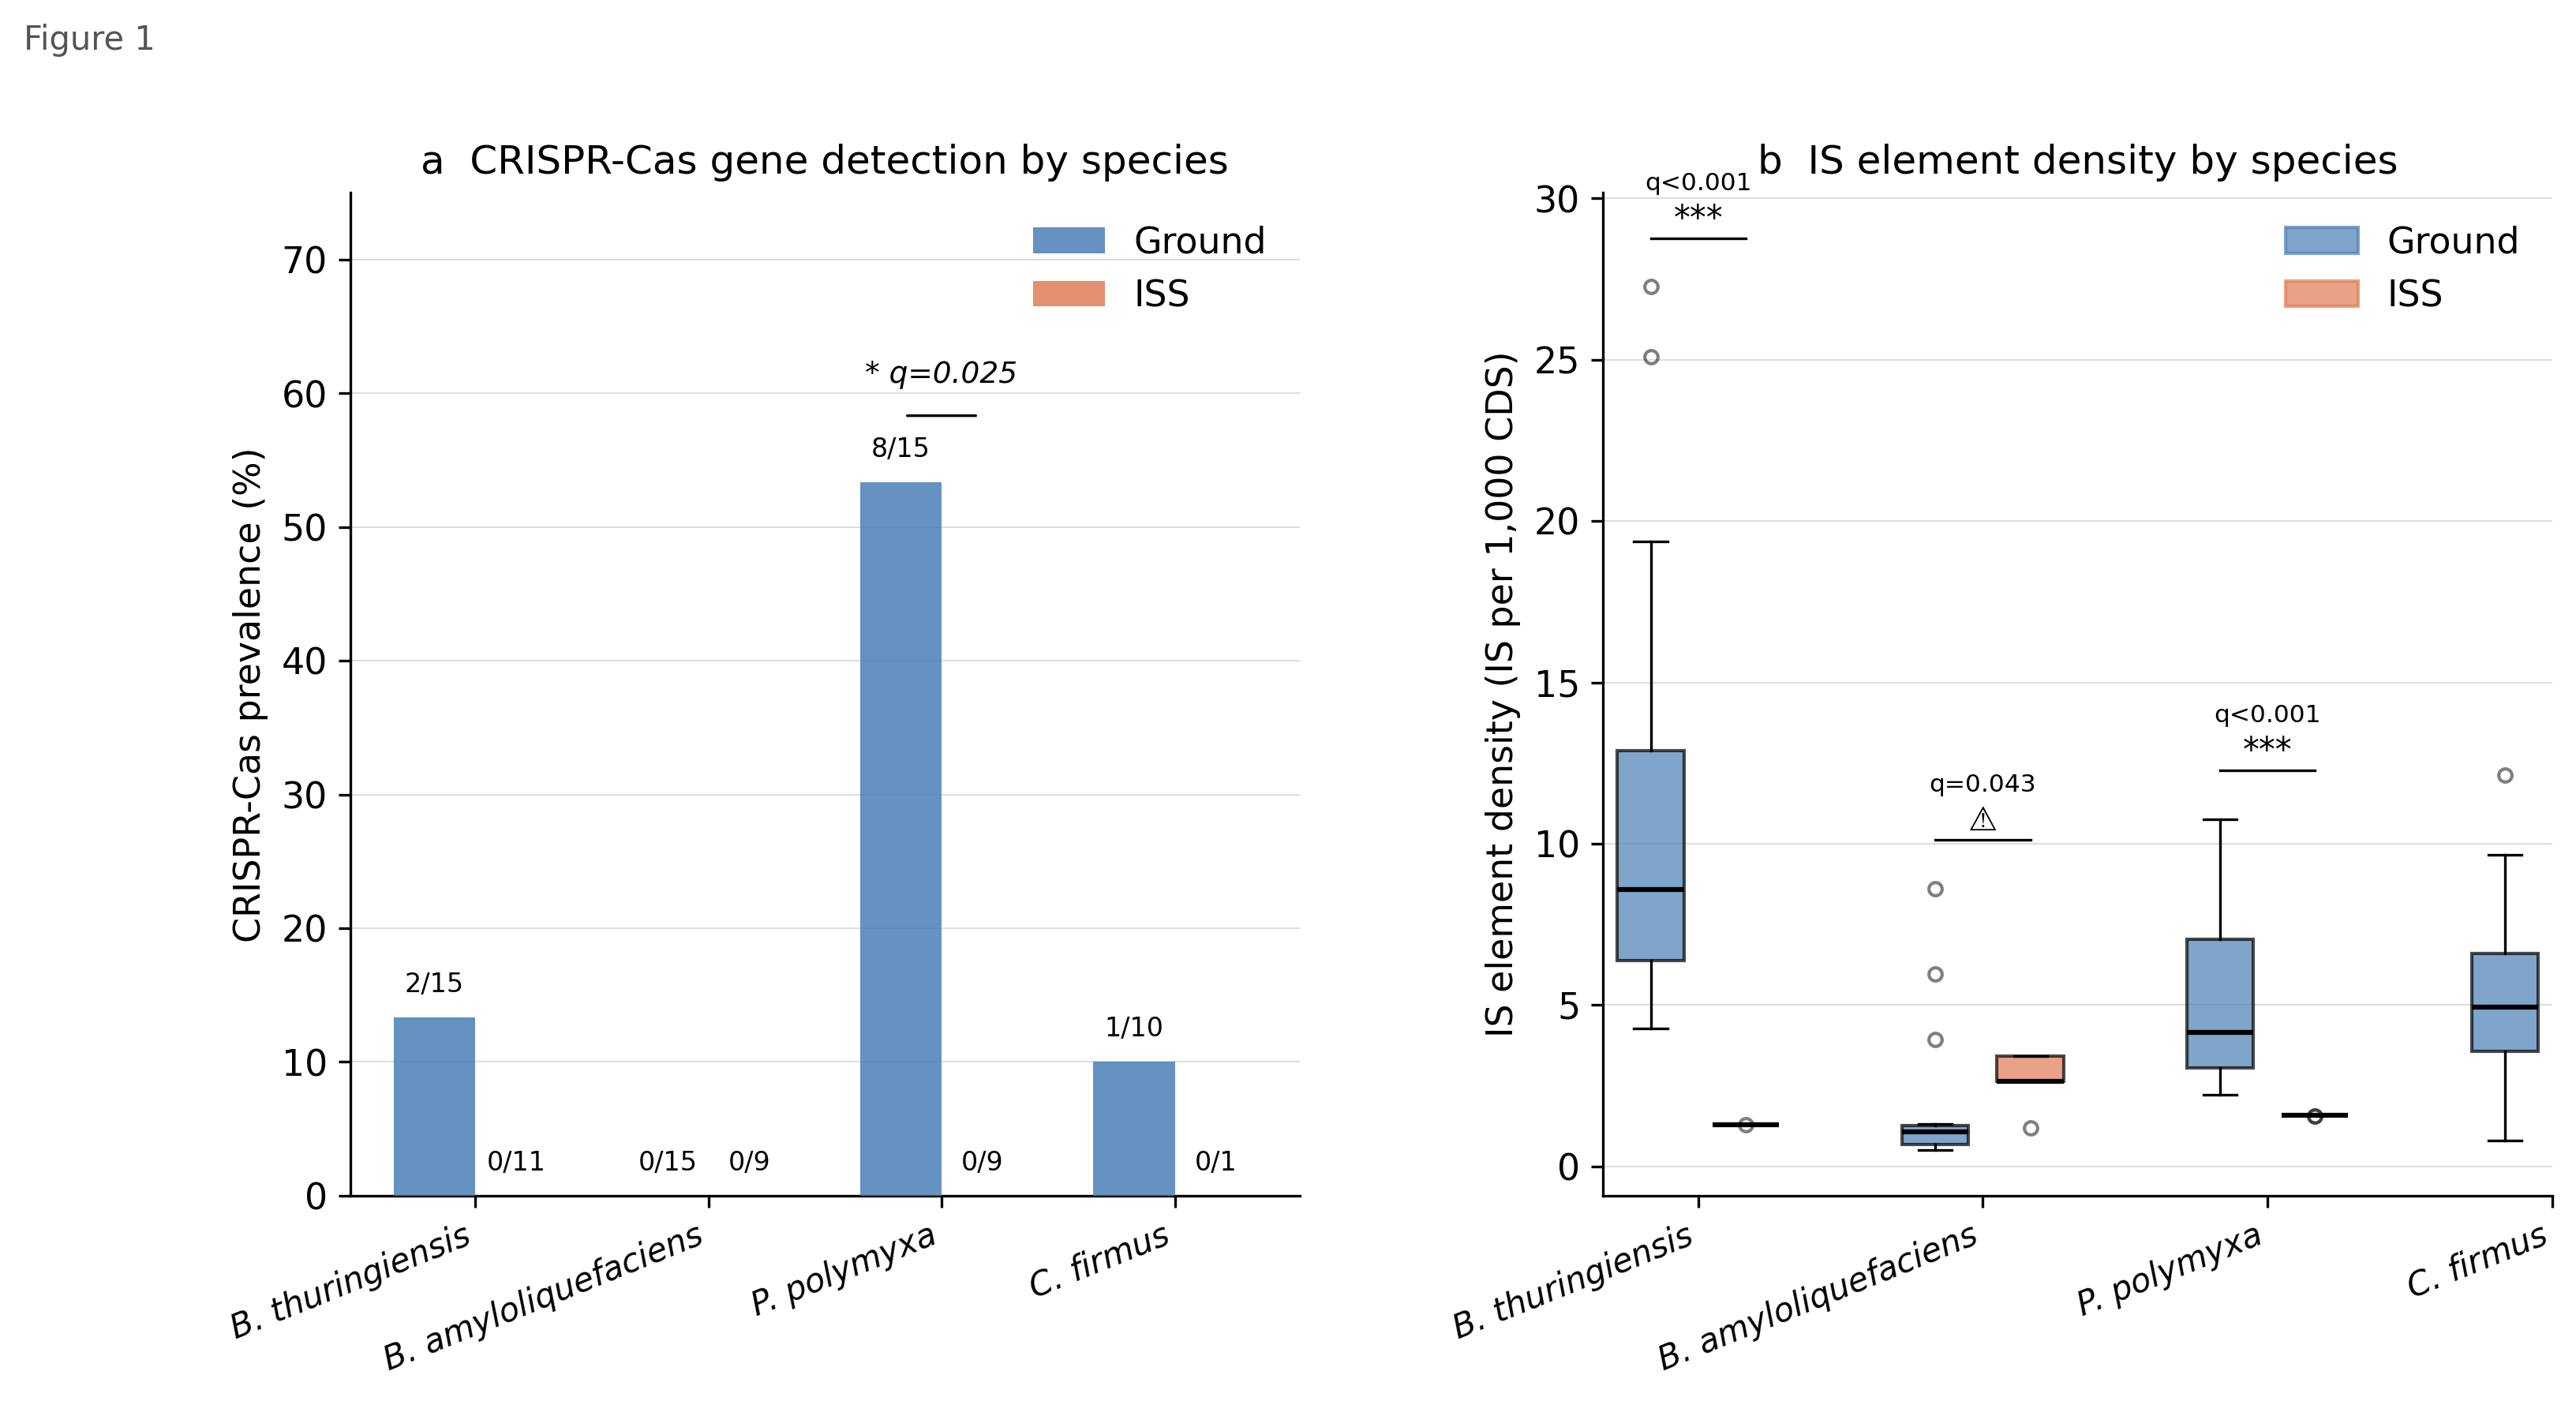 Figure 1
a CRISPR-Cas gene detection by species
CRISPR-Cas prevalence (%)
70
60
50
40
30
20
10
0
Ground
ISS
* q=0.025
8/15
2/15
1/10
0/11
0/15
0/9
0/9
0/1
B. thuringiensis
B. amyloliquefaciens
P. polymyxa
C. firmus
b IS element density by species
IS element density (IS per 1,000 CDS)
30
25
20
15
10
5
0
Ground
ISS
q<0.001
***
q=0.043
⚠
q<0.001
***
B. thuringiensis
B. amyloliquefaciens
P. polymyxa
C. firmus